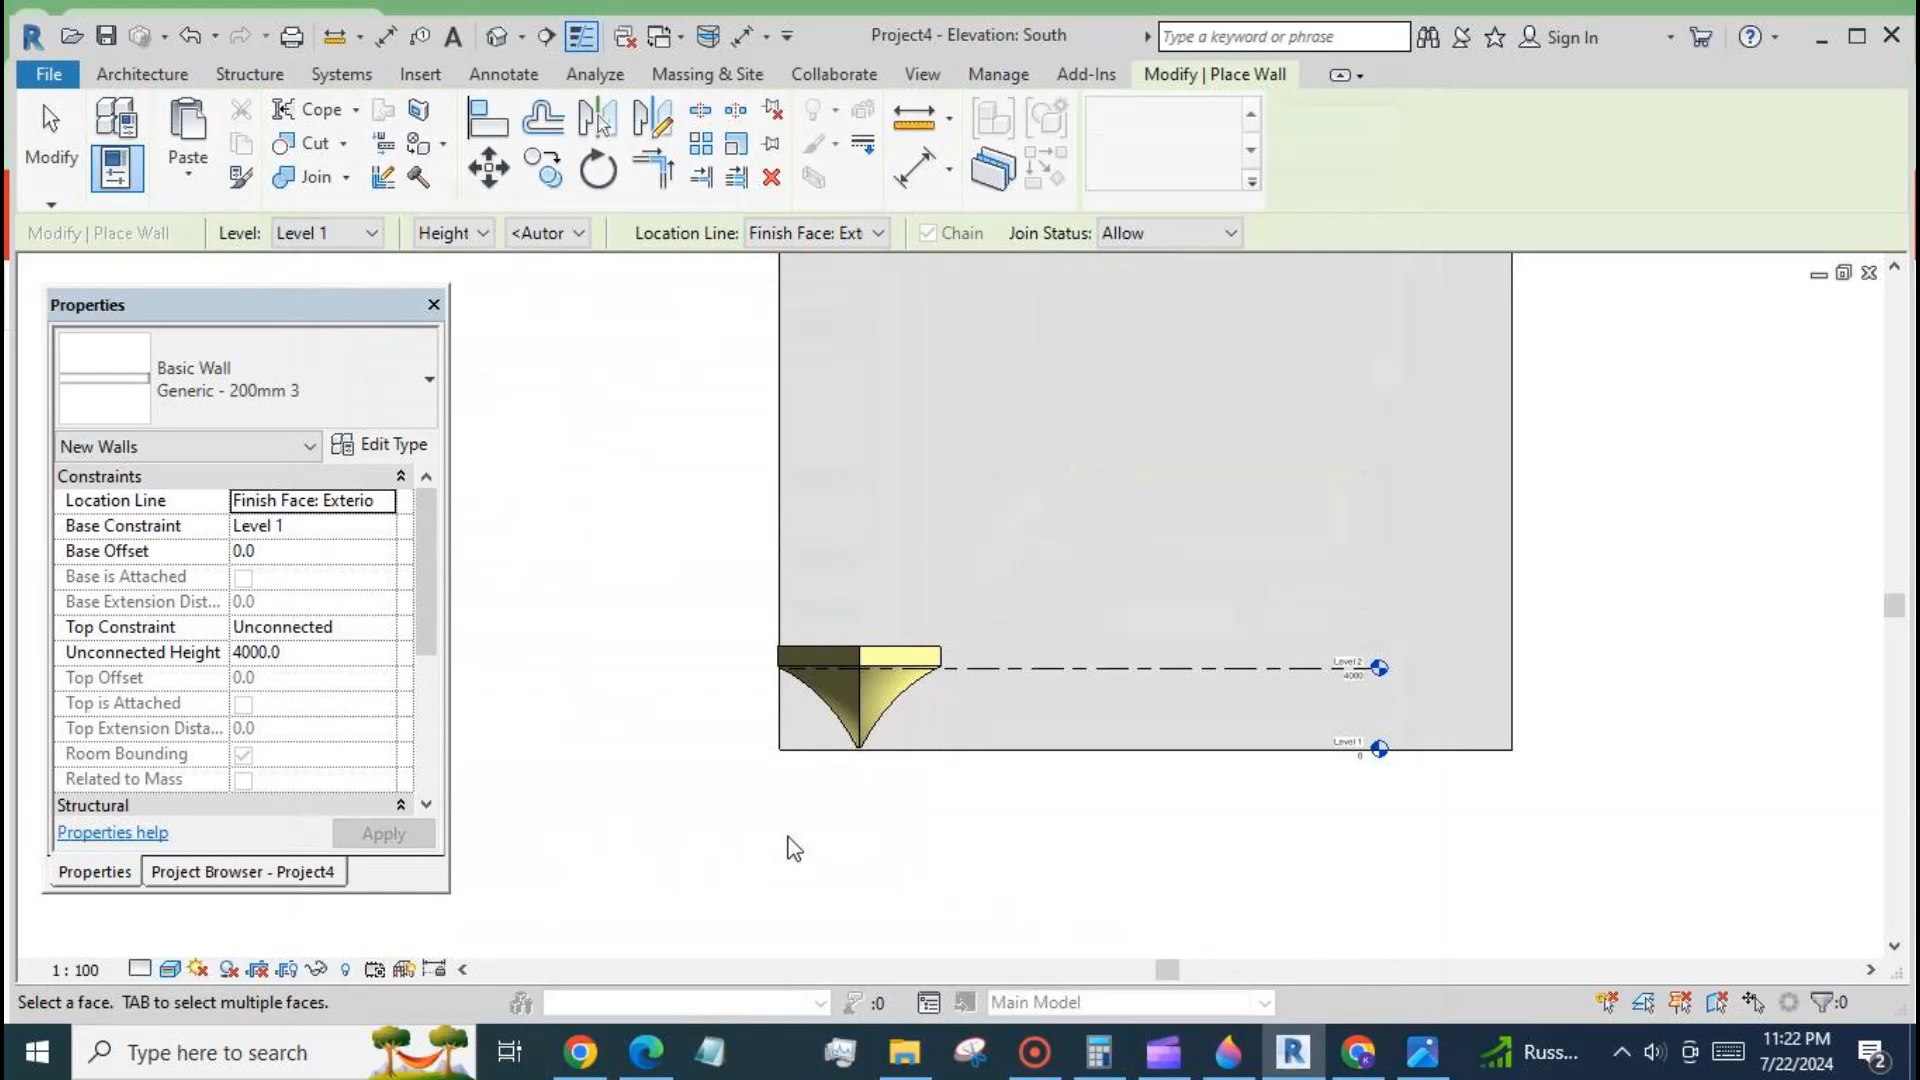 Project4 - Elevation: South
Type a keyword or phrase
Sign In
File
Architecture
Structure
Systems
Insert
Annotate
Analyze
Massing & Site
Collaborate
View
Manage
Add-Ins
Modify | Place Wall
Modify
Paste
Cope
Cut
Join
Modify | Place Wall
Level:
Level 1
Height
<Autor
Location Line:
Finish Face: Ext
Chain
Join Status:
Allow
Properties
Basic Wall
Generic - 200mm 3
New Walls
Edit Type
Constraints
Location Line
Finish Face: Exterio
Base Constraint
Level 1
Base Offset
0.0
Base is Attached
Base Extension Dist...
0.0
Top Constraint
Unconnected
Unconnected Height
4000.0
Top Offset
0.0
Top is Attached
Top Extension Dista...
0.0
Room Bounding
Related to Mass
Structural
Properties help
Apply
Properties
Project Browser - Project4
Level 2
4000
Level 1
0
1 : 100
Select a face. TAB to select multiple faces.
:0
Main Model
:0
Type here to search
Russ...
11:22 PM
7/22/2024
2